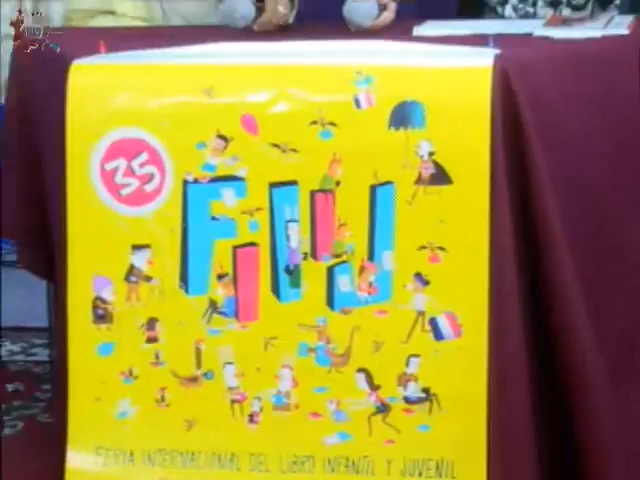 35
FILIJ
FERIA INTERNACIONAL DEL LIBRO INFANTIL Y JUVENIL